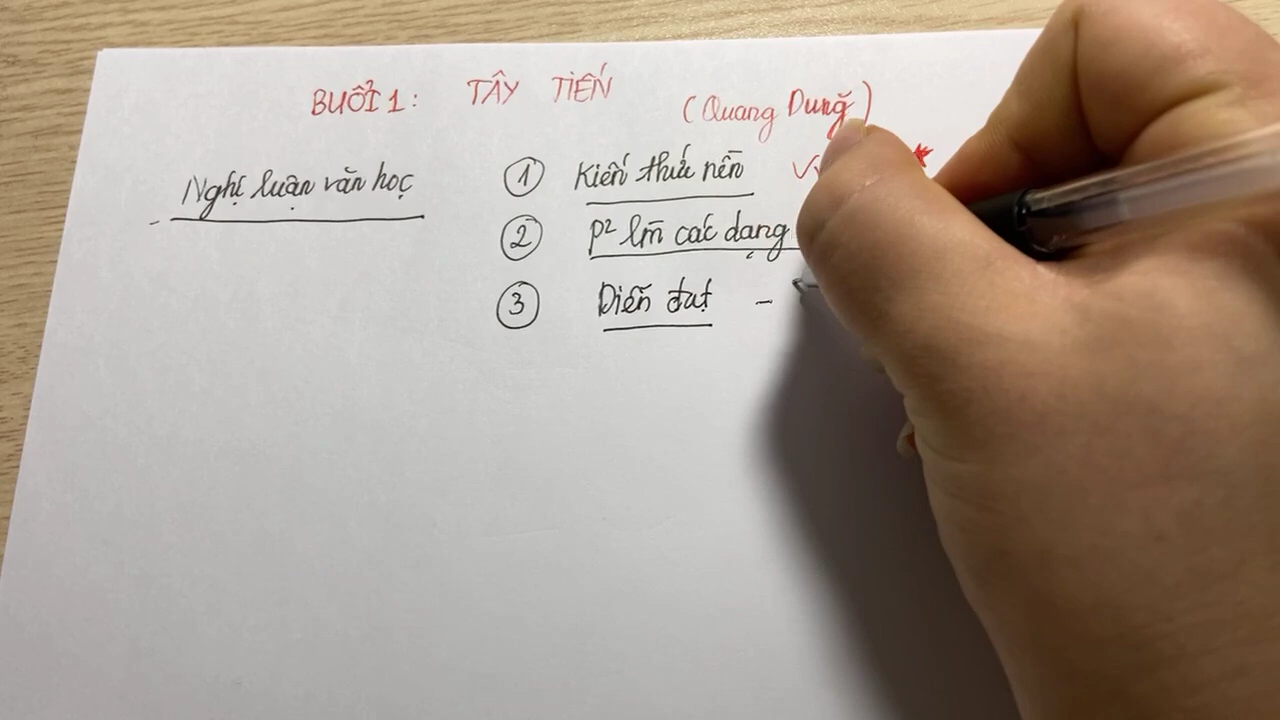 BUỔI 1: TÂY TIẾN (Quang Dũng)
Nghị luận văn học
① Kiến thức nền
② P² làm các dạng
③ Diễn đạt -